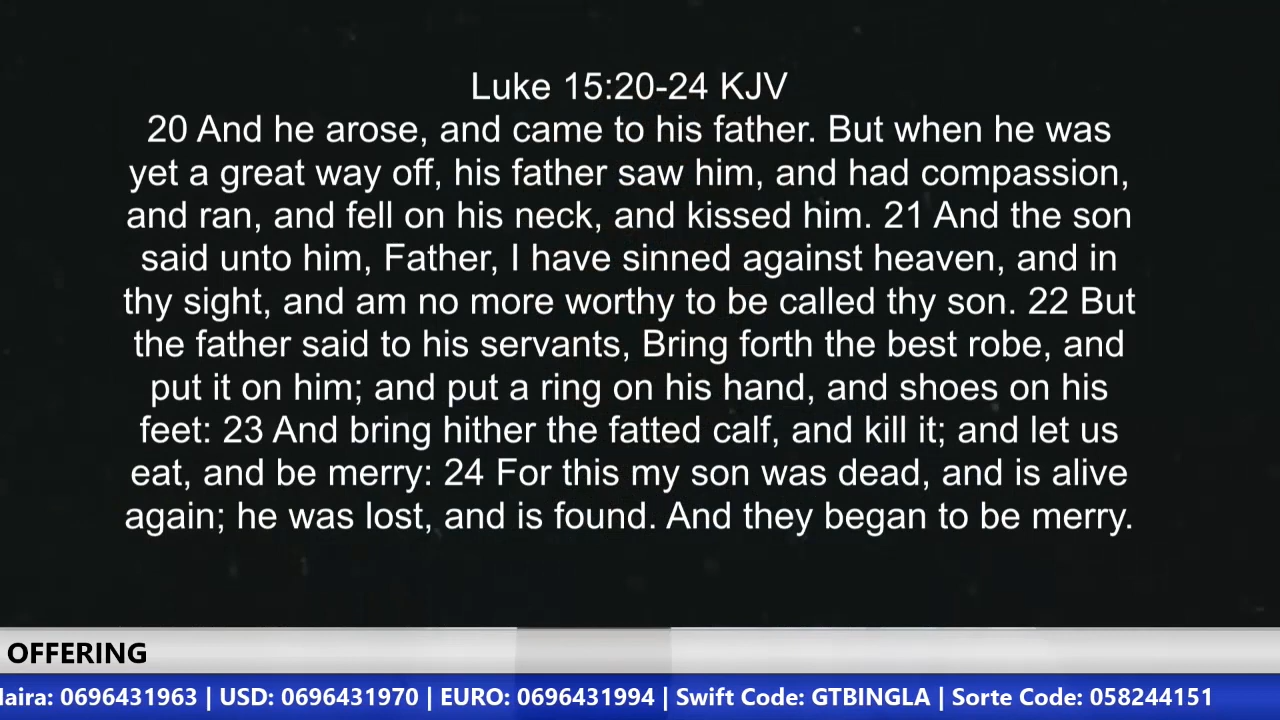 Luke 15:20-24 KJV
20 And he arose, and came to his father. But when he was
yet a great way off, his father saw him, and had compassion,
and ran, and fell on his neck, and kissed him. 21 And the son
said unto him, Father, I have sinned against heaven, and in
thy sight, and am no more worthy to be called thy son. 22 But
the father said to his servants, Bring forth the best robe, and
put it on him; and put a ring on his hand, and shoes on his
feet: 23 And bring hither the fatted calf, and kill it; and let us
eat, and be merry: 24 For this my son was dead, and is alive
again; he was lost, and is found. And they began to be merry.
OFFERING
aira: 0696431963 | USD: 0696431970 | EURO: 0696431994 | Swift Code: GTBINGLA | Sorte Code: 058244151